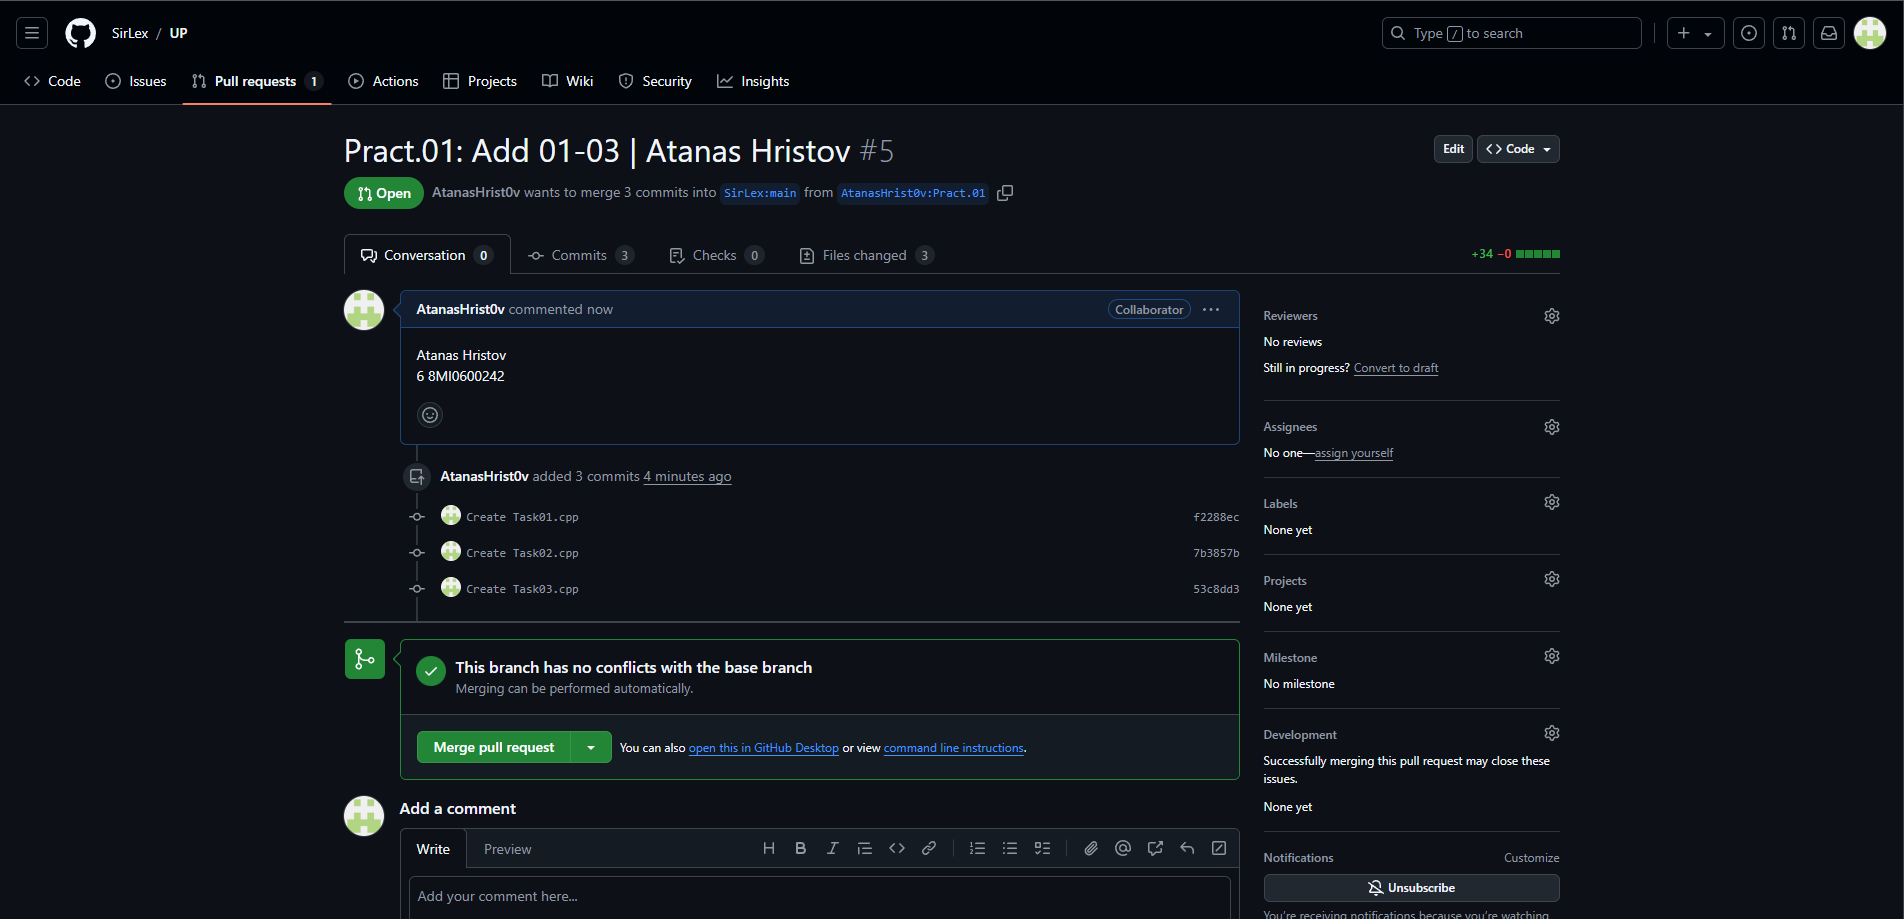 SirLex / UP
Type / to search
Code Issues Pull requests 1 Actions Projects Wiki Security Insights
Pract.01: Add 01-03 | Atanas Hristov #5
Edit
Code
Open
AtanasHrist0v wants to merge 3 commits into SirLex:main from AtanasHrist0v:Pract.01
Conversation 0 Commits 3 Checks 0 Files changed 3
+34 −0
AtanasHrist0v commented now
Collaborator
Atanas Hristov
6 8MI0600242
AtanasHrist0v added 3 commits 4 minutes ago
Create Task01.cpp f2288ec
Create Task02.cpp 7b3857b
Create Task03.cpp 53c8dd3
This branch has no conflicts with the base branch
Merging can be performed automatically.
Merge pull request
You can also open this in GitHub Desktop or view command line instructions.
Add a comment
Write Preview
Add your comment here...
Reviewers
No reviews
Still in progress? Convert to draft
Assignees
No one—assign yourself
Labels
None yet
Projects
None yet
Milestone
No milestone
Development
Successfully merging this pull request may close these
issues.
None yet
Notifications Customize
Unsubscribe
You're receiving notifications because you're watching